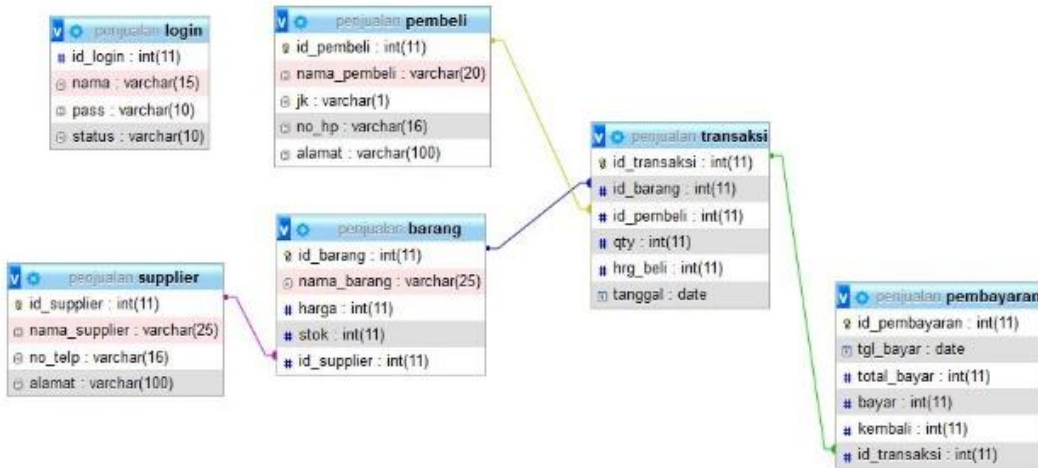 penjualan login
id_login : int(11)
nama : varchar(15)
pass : varchar(10)
status : varchar(10)
penjualan pembeli
id_pembeli : int(11)
nama_pembeli : varchar(20)
jk : varchar(1)
no_hp : varchar(16)
alamat : varchar(100)
penjualan transaksi
id_transaksi : int(11)
id_barang : int(11)
id_pembeli : int(11)
qty : int(11)
hrg_beli : int(11)
tanggal : date
penjualan barang
id_barang : int(11)
nama_barang : varchar(25)
harga : int(11)
stok : int(11)
id_supplier : int(11)
penjualan supplier
id_supplier : int(11)
nama_supplier : varchar(25)
no_telp : varchar(16)
alamat : varchar(100)
penjualan pembayaran
id_pembayaran : int(11)
tgl_bayar : date
total_bayar : int(11)
bayar : int(11)
kembali : int(11)
id_transaksi : int(11)